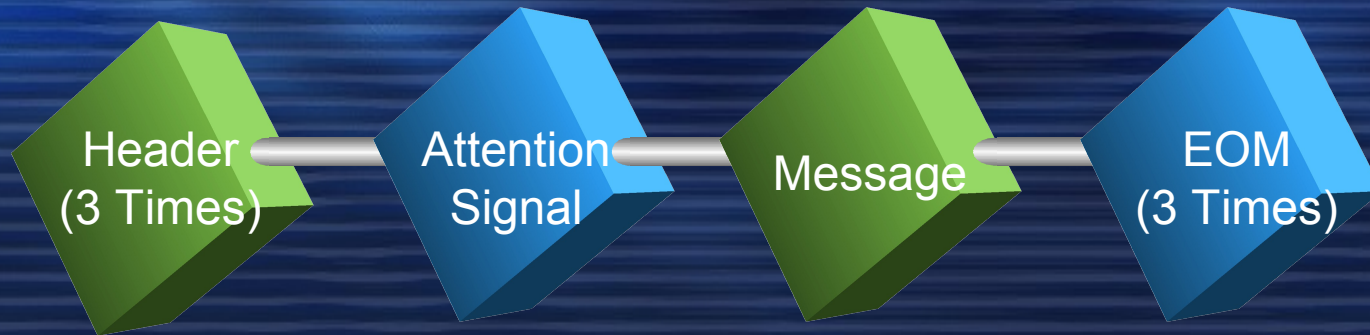 Header
(3 Times)
Attention
Signal
Message
EOM
(3 Times)